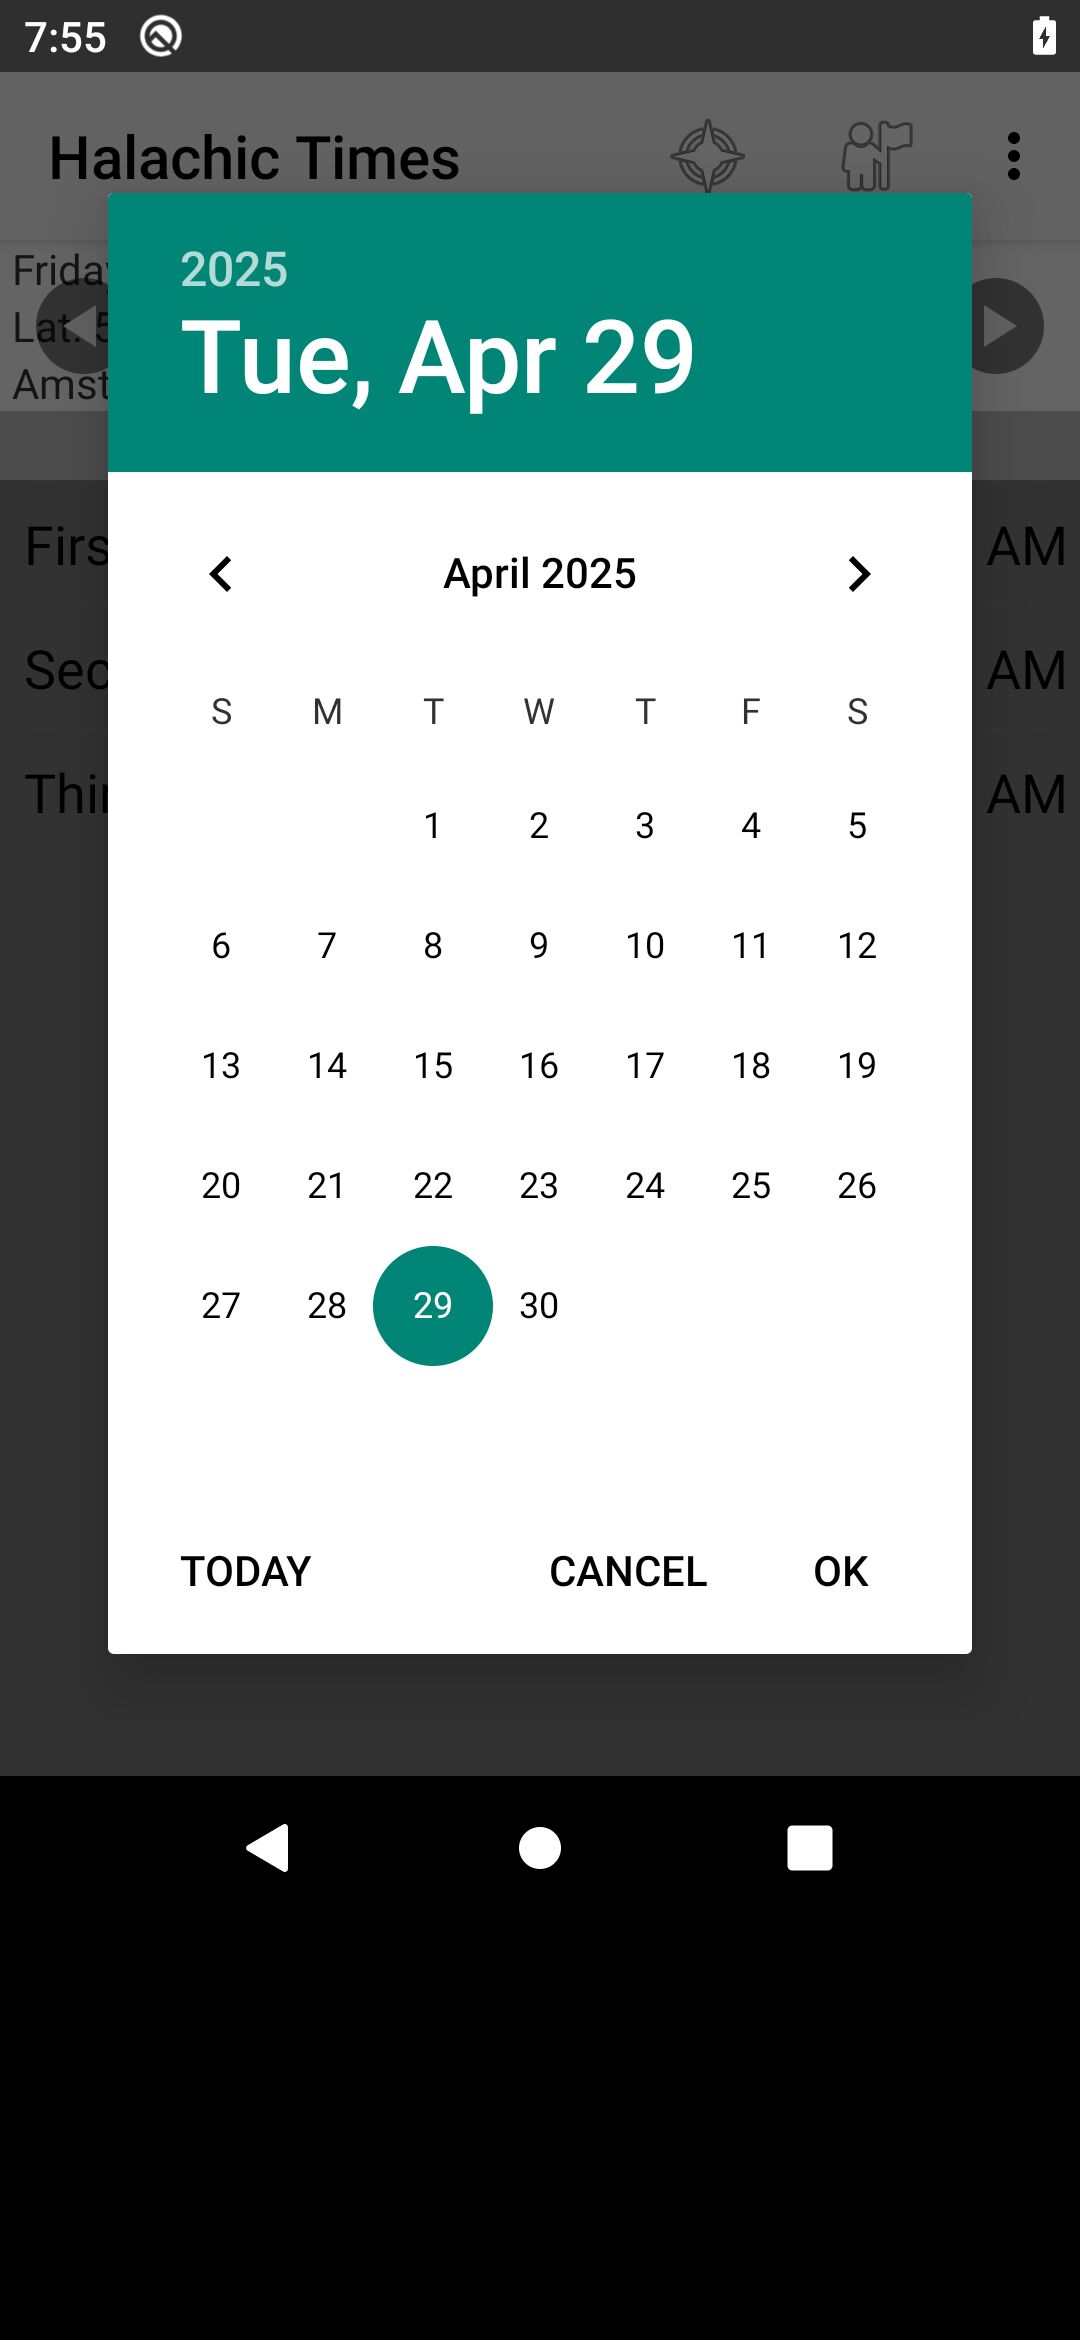 7:55
Halachic Times
Friday
Lat. 5
Amst
2025
Tue, Apr 29
Firs AM
Sec AM
Thir AM
April 2025
S M T W T F S
1 2 3 4 5
6 7 8 9 10 11 12
13 14 15 16 17 18 19
20 21 22 23 24 25 26
27 28 29 30
TODAY CANCEL OK